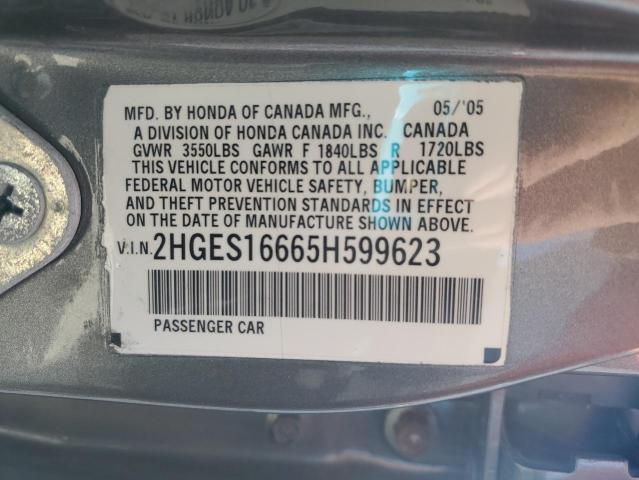 MFD. BY HONDA OF CANADA MFG., 05/'05
A DIVISION OF HONDA CANADA INC. CANADA
GVWR 3550LBS GAWR F 1840LBS R 1720LBS
THIS VEHICLE CONFORMS TO ALL APPLICABLE
FEDERAL MOTOR VEHICLE SAFETY, BUMPER,
AND THEFT PREVENTION STANDARDS IN EFFECT
ON THE DATE OF MANUFACTURE SHOWN ABOVE.
V.I.N. 2HGES16665H599623
PASSENGER CAR